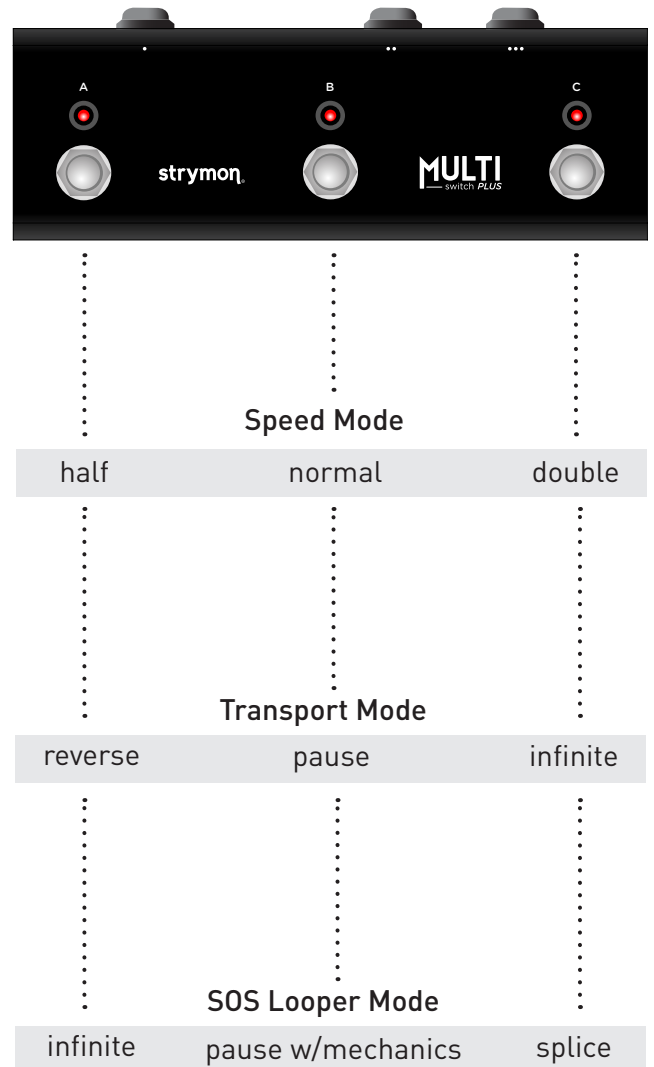 A B C
strymon®
MULTI
switch PLUS
Speed Mode
half normal double
Transport Mode
reverse pause infinite
SOS Looper Mode
infinite pause w/mechanics splice